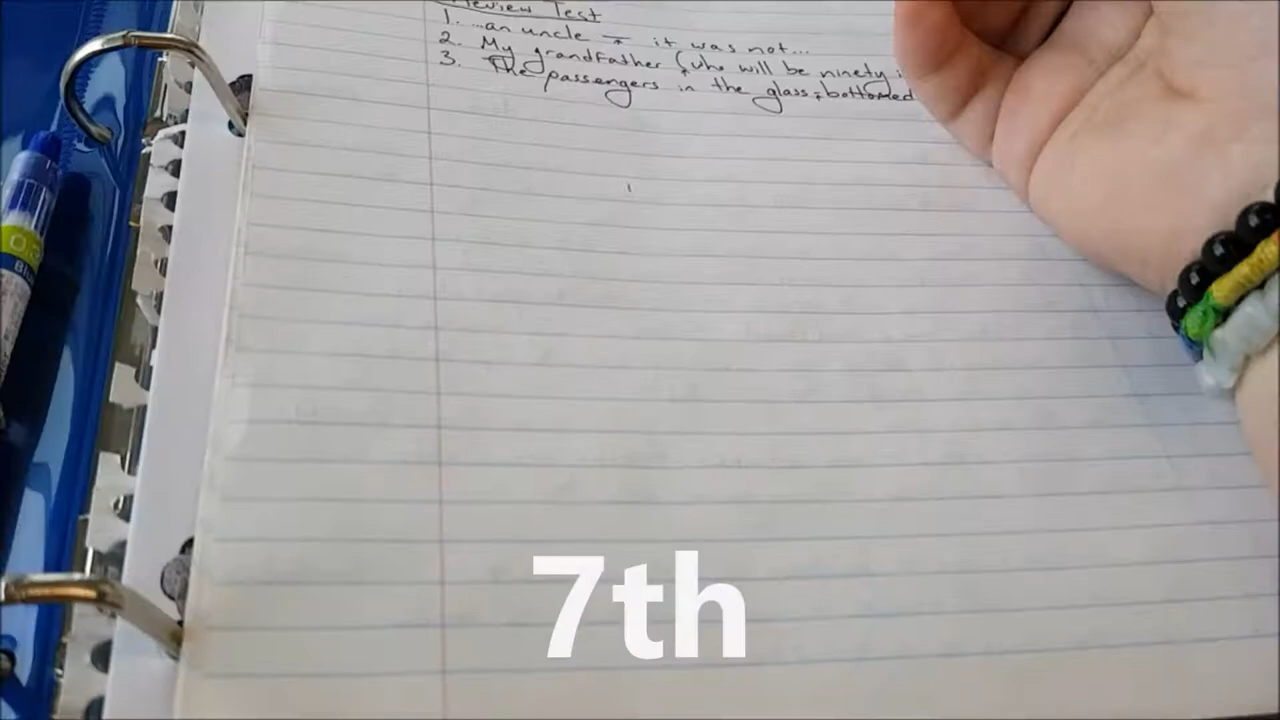 Review Test
1. ...an uncle – it was not...
2. My grandfather (who will be ninety
3. The passengers in the glass-bottomed
7th